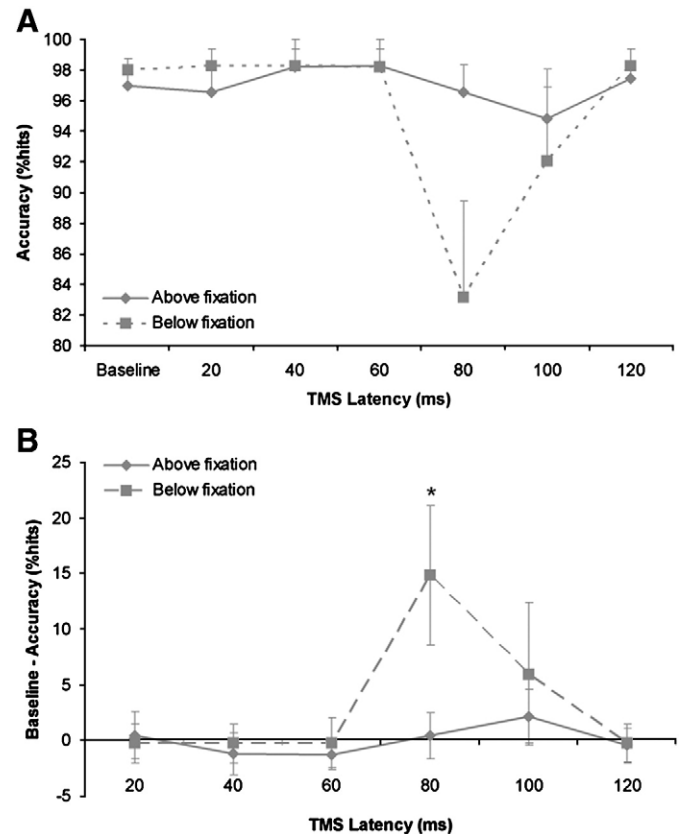 A
100
98
96
94
92
90
98
86
84
82
80
Accuracy (%hits)
Above fixation
Below fixation
Baseline 20 40 60 80 100 120
TMS Latency (ms)
B
25
20
15
10
5
0
-5
Baseline - Accuracy (%hits)
Above fixation
Below fixation
*
20 40 60 80 100 120
TMS Latency (ms)